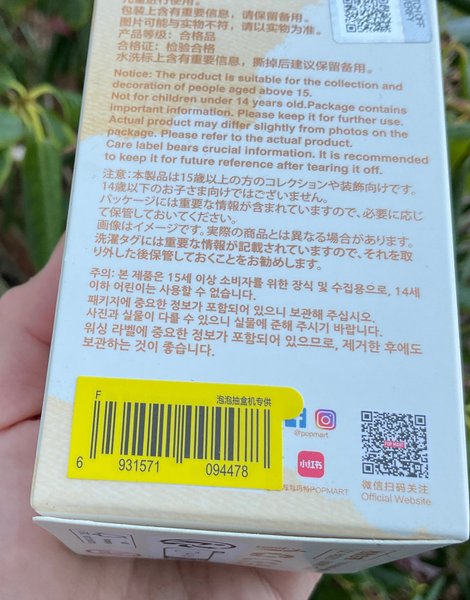 包装上含有重要信息，请保留备用。
图片可能与实物不符，请以实物为准。
产品等级：合格品
合格证：检验合格
水洗标上含有重要信息，撕掉后建议保留备用。
Notice: The product is suitable for the collection and
decoration of people aged above 15.
Not for children under 14 years old.Package contains
important information. Please keep it for further use.
Actual product may differ slightly from photos on the
package. Please refer to the actual product.
Care label bears crucial information. It is recommended
to keep it for future reference after tearing it off.
注意：本製品は15歳以上の方のコレクションや装飾向けです。
14歳以下のお子さま向けではございません。
パッケージには重要な情報が含まれていますので、必要に応じ
て保管しておいてください。
画像はイメージです。実際の商品とは異なる場合があります。
洗濯タグには重要な情報が記載されていますので、それを取
り外した後保管しておくことをお勧めします。
주의: 본 제품은 15세 이상 소비자를 위한 장식 및 수집용으로, 14세
이하 어린이는 사용할 수 없습니다.
패키지에 중요한 정보가 포함되어 있으니 보관해 주십시오.
사진과 실물이 다를 수 있으니 실물에 준해 주시기 바랍니다.
워싱 라벨에 중요한 정보가 포함되어 있으므로, 제거한 후에도
보관하는 것이 좋습니다.
F
泡泡抽盒机专供
6 931571 094478
@popmart
小红书
POPMART
POP MART
微信扫码关注
Official Website